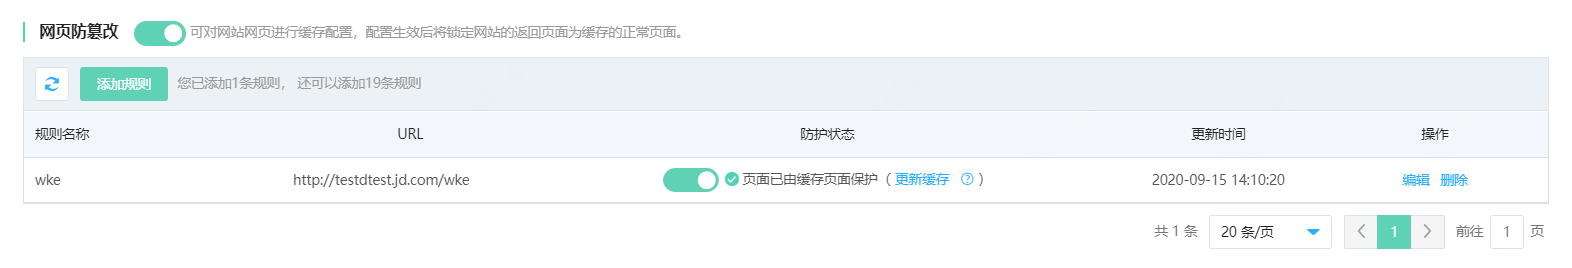 网页防篡改 可对网站网页进行缓存配置，配置生效后将锁定网站的返回页面为缓存的正常页面。
添加规则 您已添加1条规则， 还可以添加19条规则
规则名称 URL 防护状态 更新时间 操作
wke http://testdtest.jd.com/wke 页面已由缓存页面保护（ 更新缓存 ? ） 2020-09-15 14:10:20 编辑 删除
共 1 条 20 条/页 < 1 > 前往 1 页